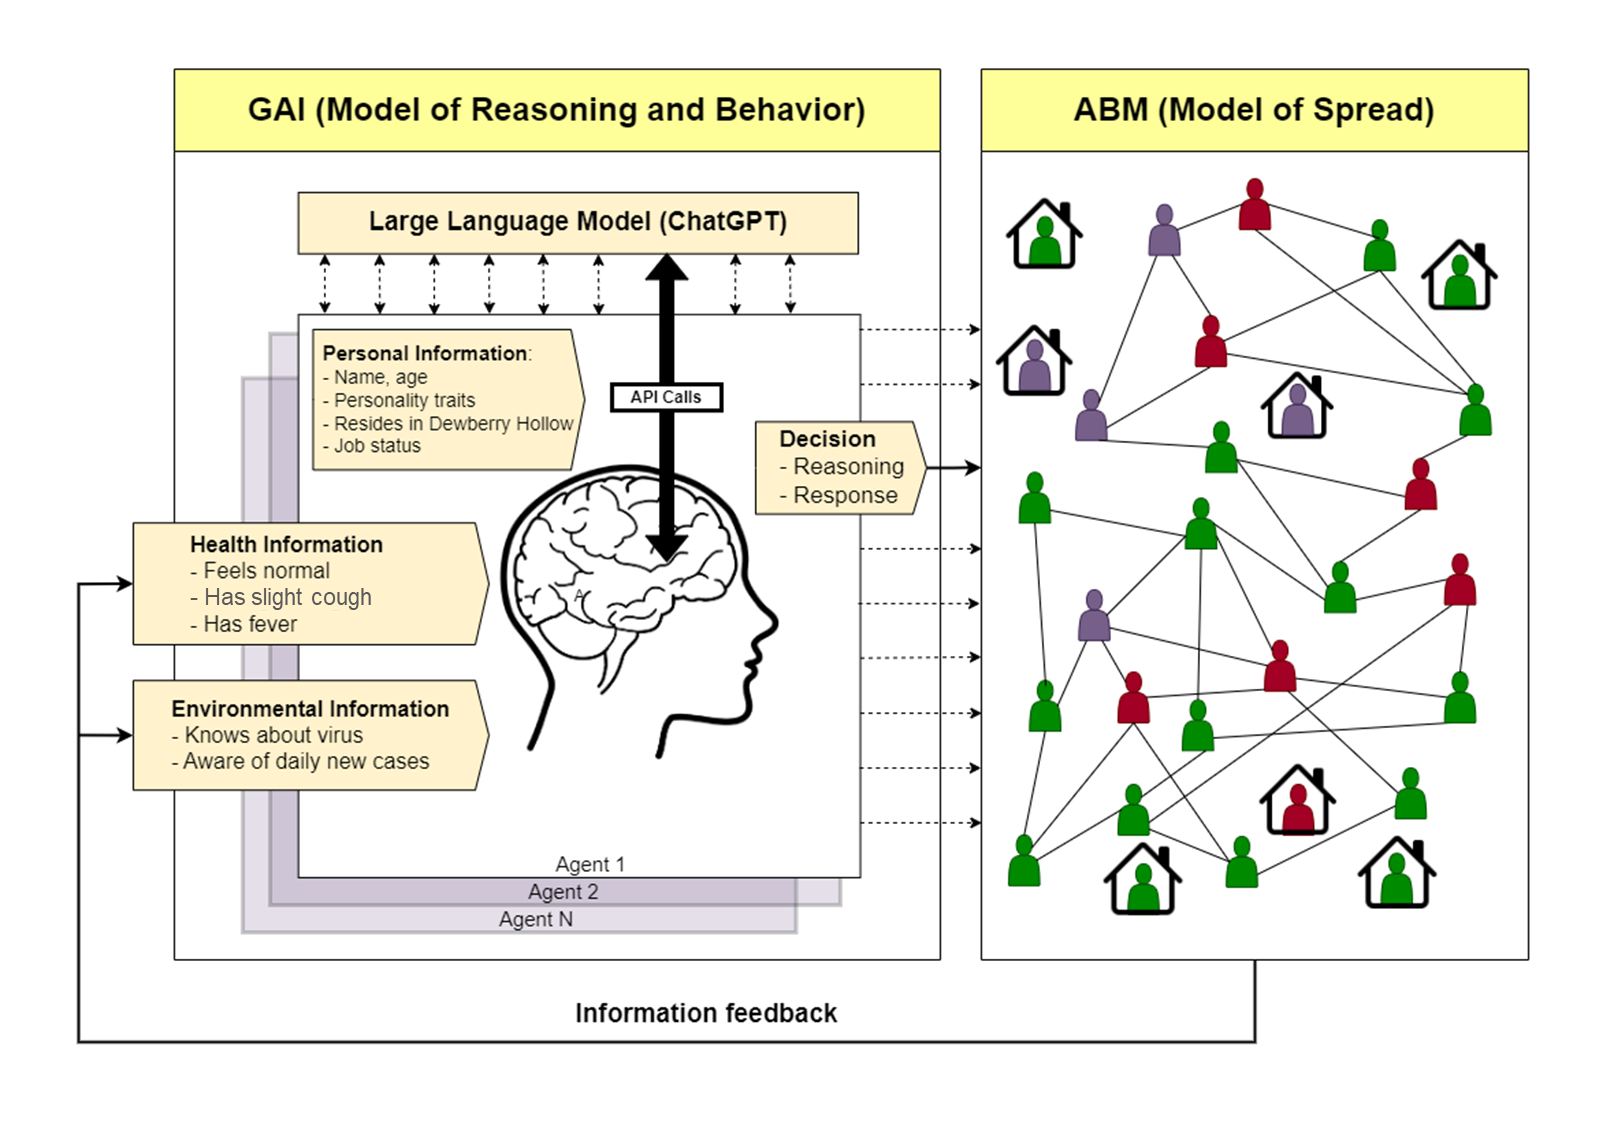 GAI (Model of Reasoning and Behavior)
ABM (Model of Spread)
Large Language Model (ChatGPT)
Personal Information:
- Name, age
- Personality traits
- Resides in Dewberry Hollow
- Job status
API Calls
Decision
- Reasoning
- Response
Health Information
- Feels normal
- Has slight cough
- Has fever
A
Environmental Information
- Knows about virus
- Aware of daily new cases
Agent 1
Agent 2
Agent N
Information feedback